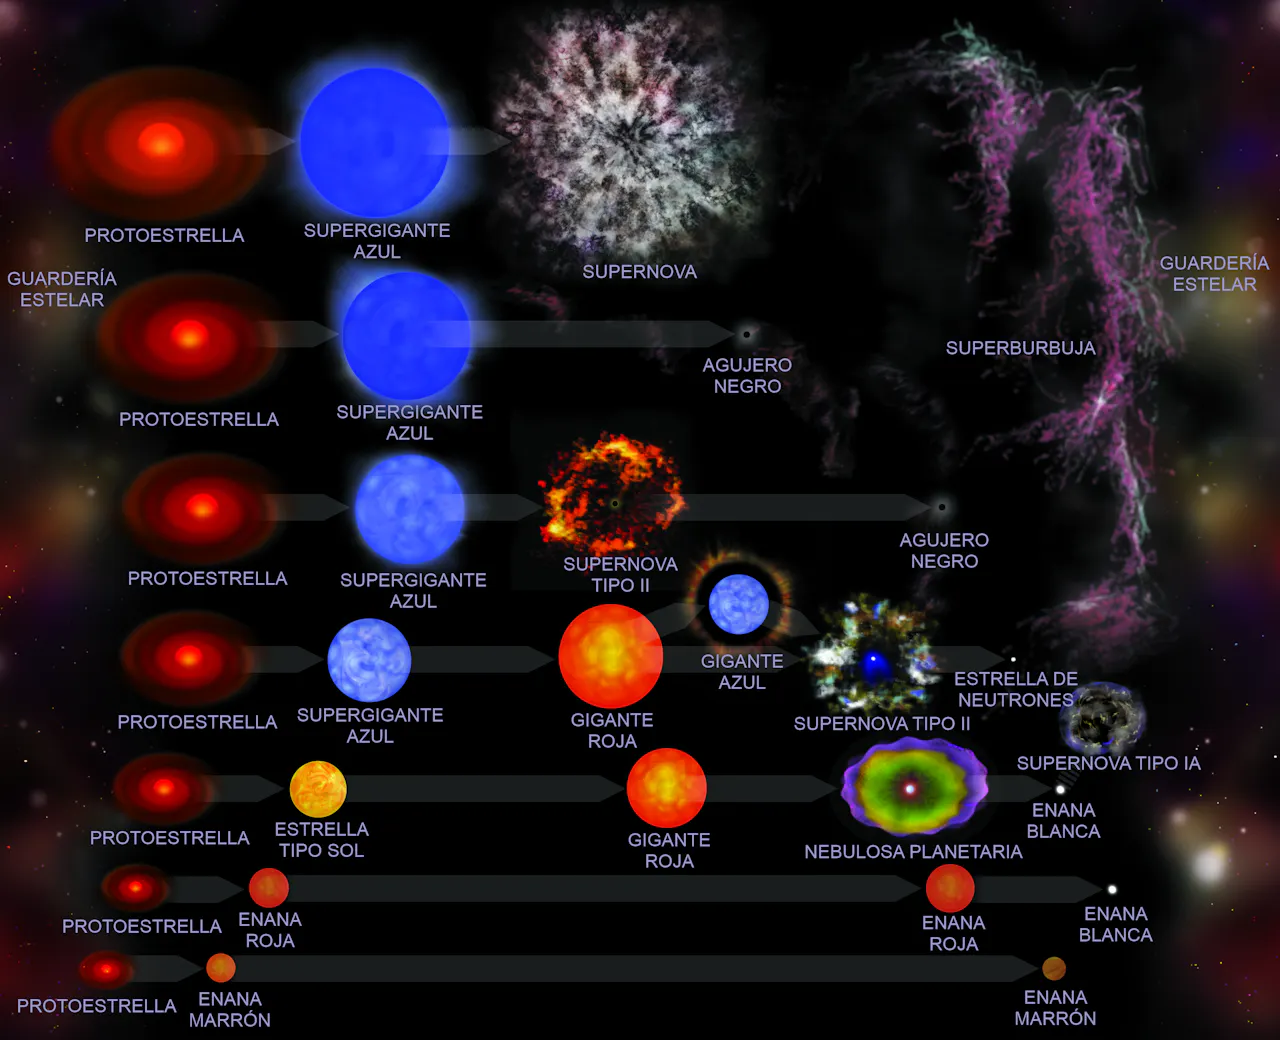 PROTOESTRELLA
SUPERGIGANTE
AZUL
SUPERNOVA
GUARDERÍA
ESTELAR
GUARDERÍA
ESTELAR
SUPERBURBUJA
PROTOESTRELLA
SUPERGIGANTE
AZUL
AGUJERO
NEGRO
PROTOESTRELLA
SUPERGIGANTE
AZUL
SUPERNOVA
TIPO II
AGUJERO
NEGRO
PROTOESTRELLA
SUPERGIGANTE
AZUL
GIGANTE
ROJA
GIGANTE
AZUL
SUPERNOVA TIPO II
ESTRELLA DE
NEUTRONES
SUPERNOVA TIPO IA
PROTOESTRELLA
ESTRELLA
TIPO SOL
GIGANTE
ROJA
NEBULOSA PLANETARIA
ENANA
BLANCA
PROTOESTRELLA
ENANA
ROJA
ENANA
ROJA
ENANA
BLANCA
PROTOESTRELLA
ENANA
MARRÓN
ENANA
MARRÓN